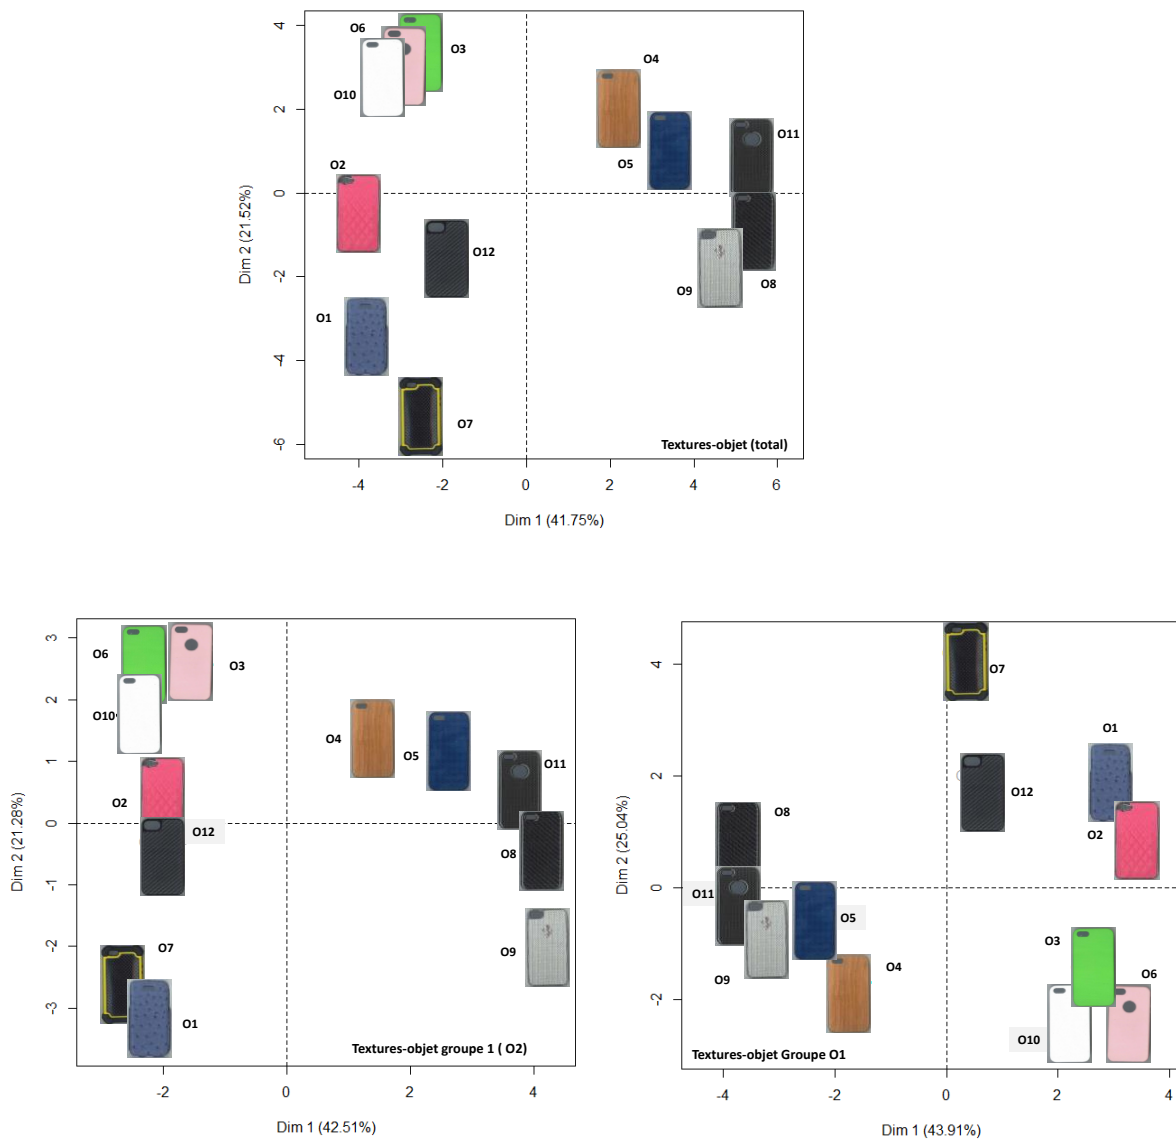 4
2
0
-2
-4
-6
Dim 2 (21.52%)
O6
O3
O10
O4
O5
O11
O2
O12
O8
O9
O1
O7
Textures-objet (total)
-4
-2
0
2
4
6
Dim 1 (41.75%)
3
2
1
0
-1
-2
-3
Dim 2 (21.28%)
O6
O3
O10
O4
O5
O11
O2
O12
O8
O9
O7
O1
Textures-objet groupe 1 ( O2)
-2
0
2
4
Dim 1 (42.51%)
4
2
0
-2
Dim 2 (25.04%)
O7
O1
O12
O8
O2
O11
O5
O3
O9
O4
O6
O10
Textures-objet Groupe O1
-4
-2
0
2
4
Dim 1 (43.91%)